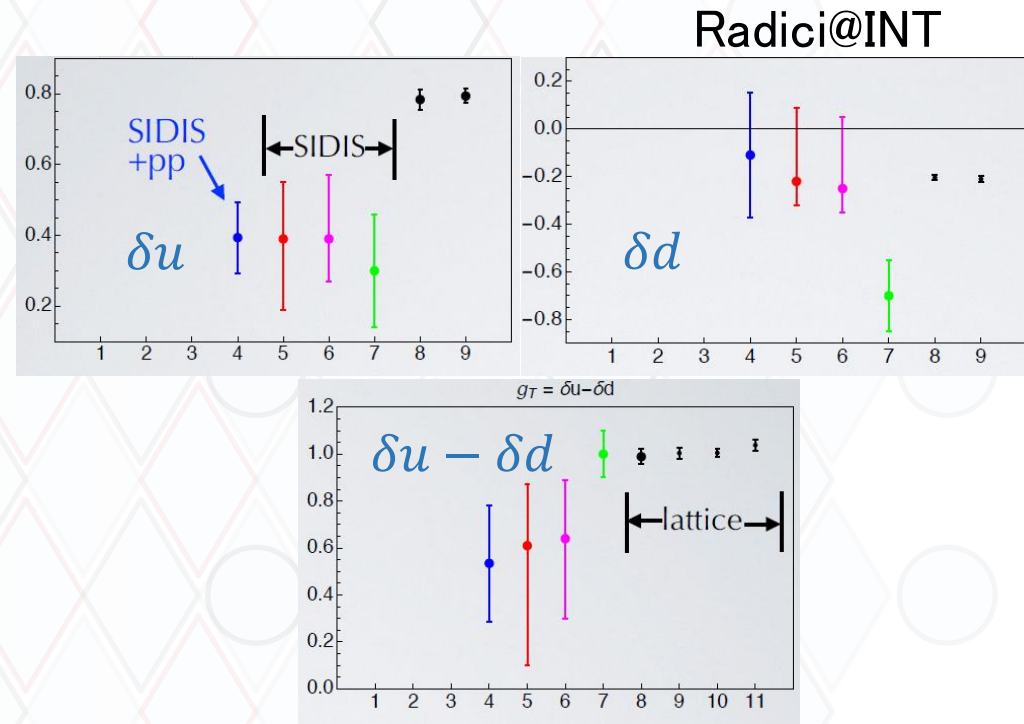 Radici@INT
0.8
0.6
0.4
0.2
SIDIS
+pp
SIDIS
δu
1 2 3 4 5 6 7 8 9
0.2
0.0
−0.2
−0.4
−0.6
−0.8
δd
1 2 3 4 5 6 7 8 9
gT = δu−δd
1.2
1.0
0.8
0.6
0.4
0.2
0.0
δu − δd
lattice
1 2 3 4 5 6 7 8 9 10 11